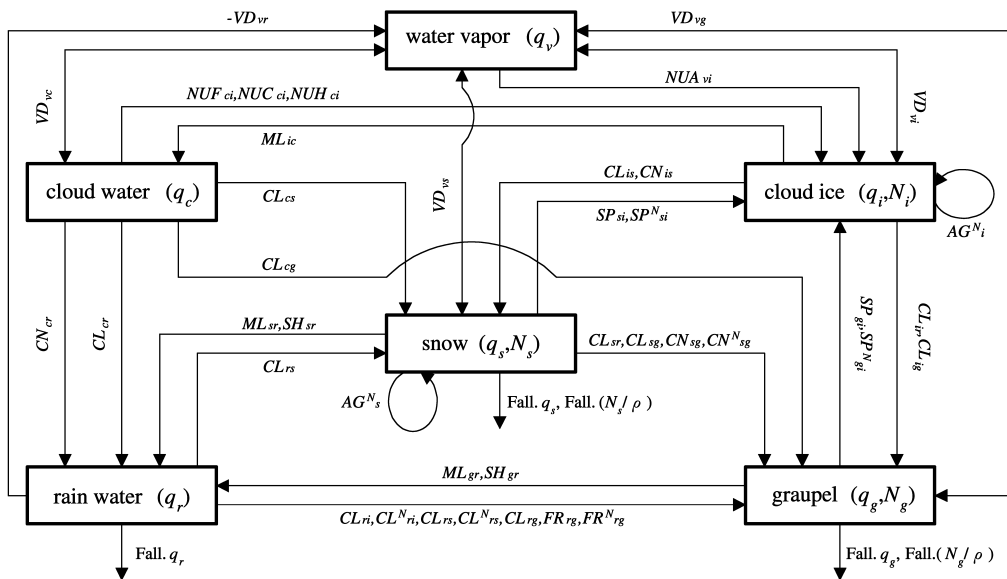 -VD vr
water vapor (q v)
VD vg
NUA vi
VD vc
NUF ci,NUC ci,NUH ci
VD vi
ML ic
cloud water (q c)
CL cs
VD vs
CL is,CN is
cloud ice (q i,N i)
SP si,SP N si
AG N i
CL cg
CN cr
CL cr
ML sr,SH sr
snow (q s,N s)
CL sr,CL sg,CN sg,CN N sg
SP gi,SP N gi
CL ir,CL ig
CL rs
AG N s
Fall. q s, Fall. (N s / ρ)
ML gr,SH gr
rain water (q r)
graupel (q g,N g)
CL ri,CL N ri,CL rs,CL N rs,CL rg,FR rg,FR N rg
Fall. q r
Fall. q g, Fall.(N g / ρ)